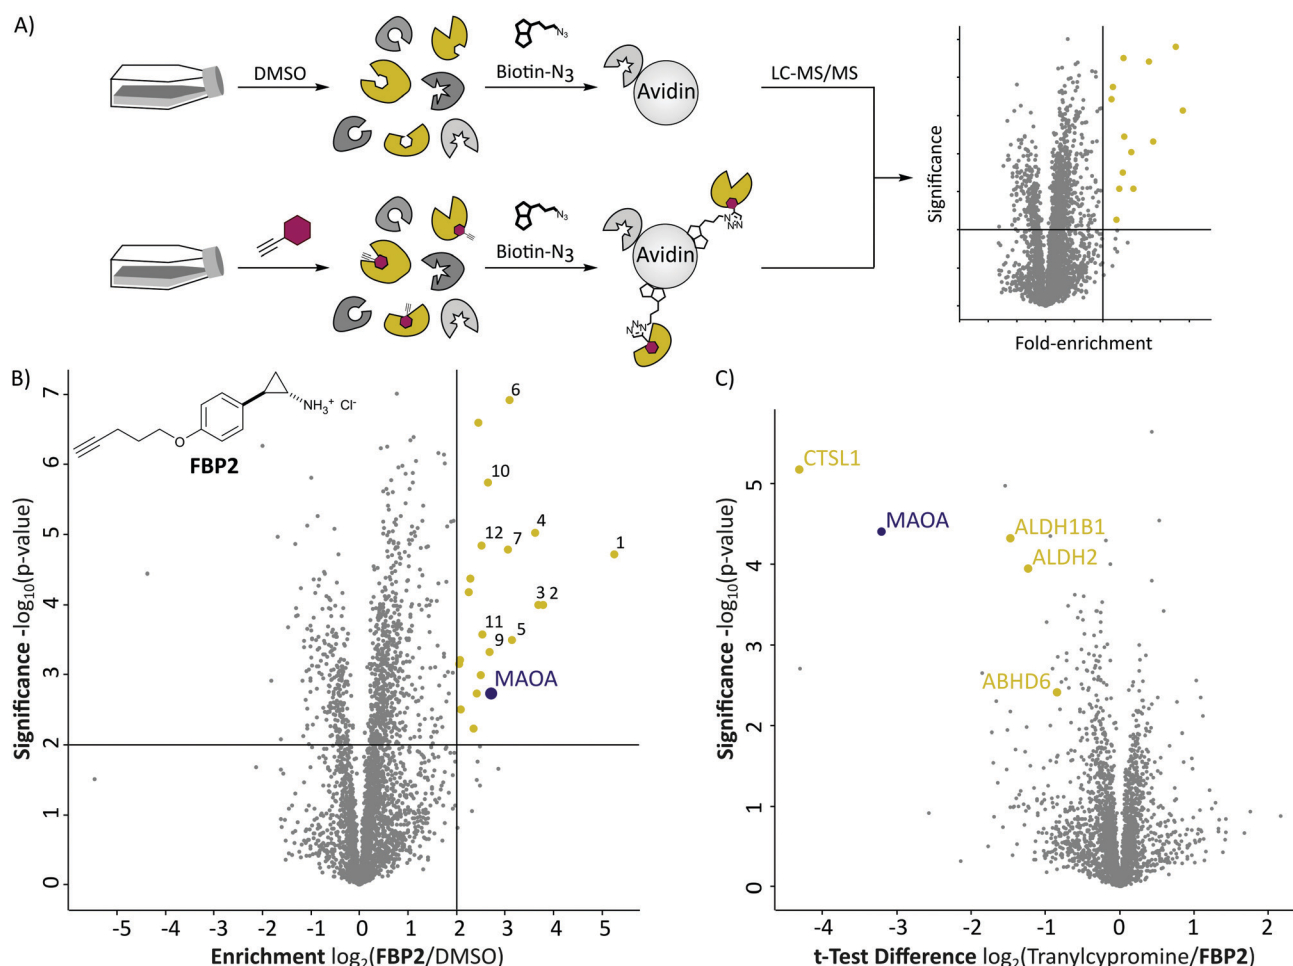 A)
DMSO
Biotin-N3
N3
Avidin
LC-MS/MS
Biotin-N3
N3
Avidin
N
N=N
N
N=N
Significance
Fold-enrichment
B)
NH3+ Cl-
O
FBP2
6
10
4
12
7
1
3
2
11
5
9
MAOA
7
6
5
4
3
2
1
0
-5
-4
-3
-2
-1
0
1
2
3
4
5
Significance -log10(p-value)
Enrichment log2(FBP2/DMSO)
C)
CTSL1
MAOA
ALDH1B1
ALDH2
ABHD6
5
4
3
2
1
0
-4
-3
-2
-1
0
1
2
Significance -log10(p-value)
t-Test Difference log2(Tranylcypromine/FBP2)